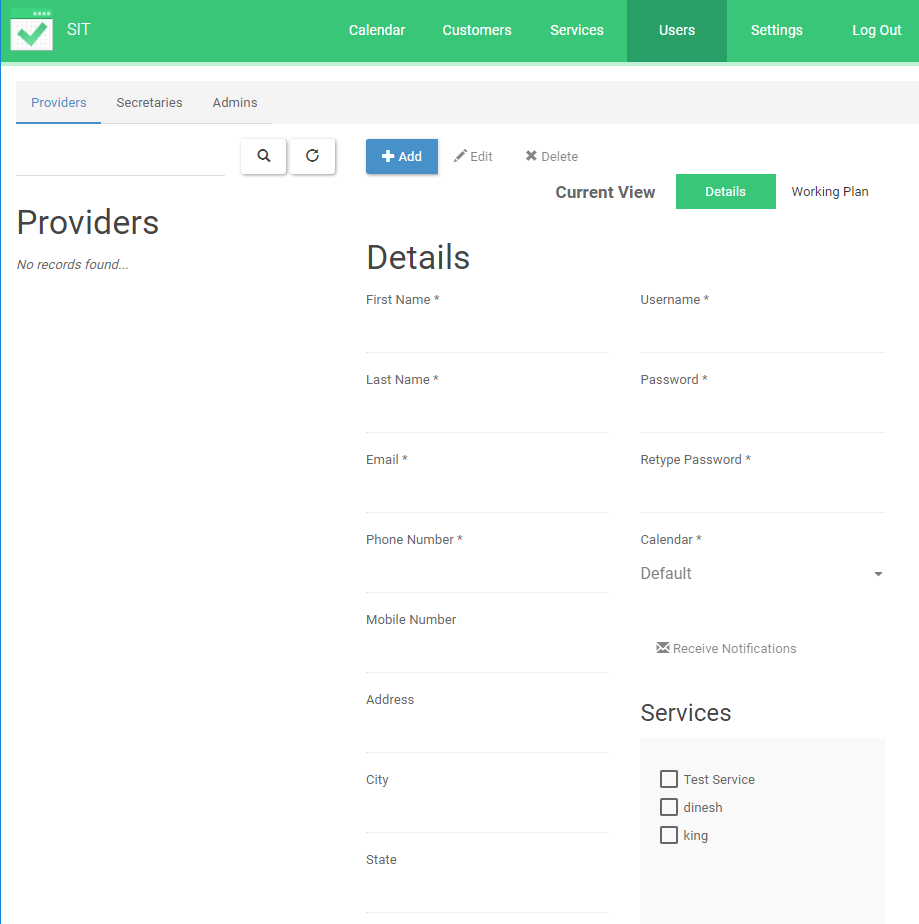 SIT
Calendar
Customers
Services
Users
Settings
Log Out
Providers
Secretaries
Admins
Add
Edit
Delete
Current View
Details
Working Plan
Providers
No records found...
Details
First Name *
Username *
Last Name *
Password *
Email *
Retype Password *
Phone Number *
Calendar *
Default
Mobile Number
Receive Notifications
Address
Services
City
Test Service
dinesh
king
State